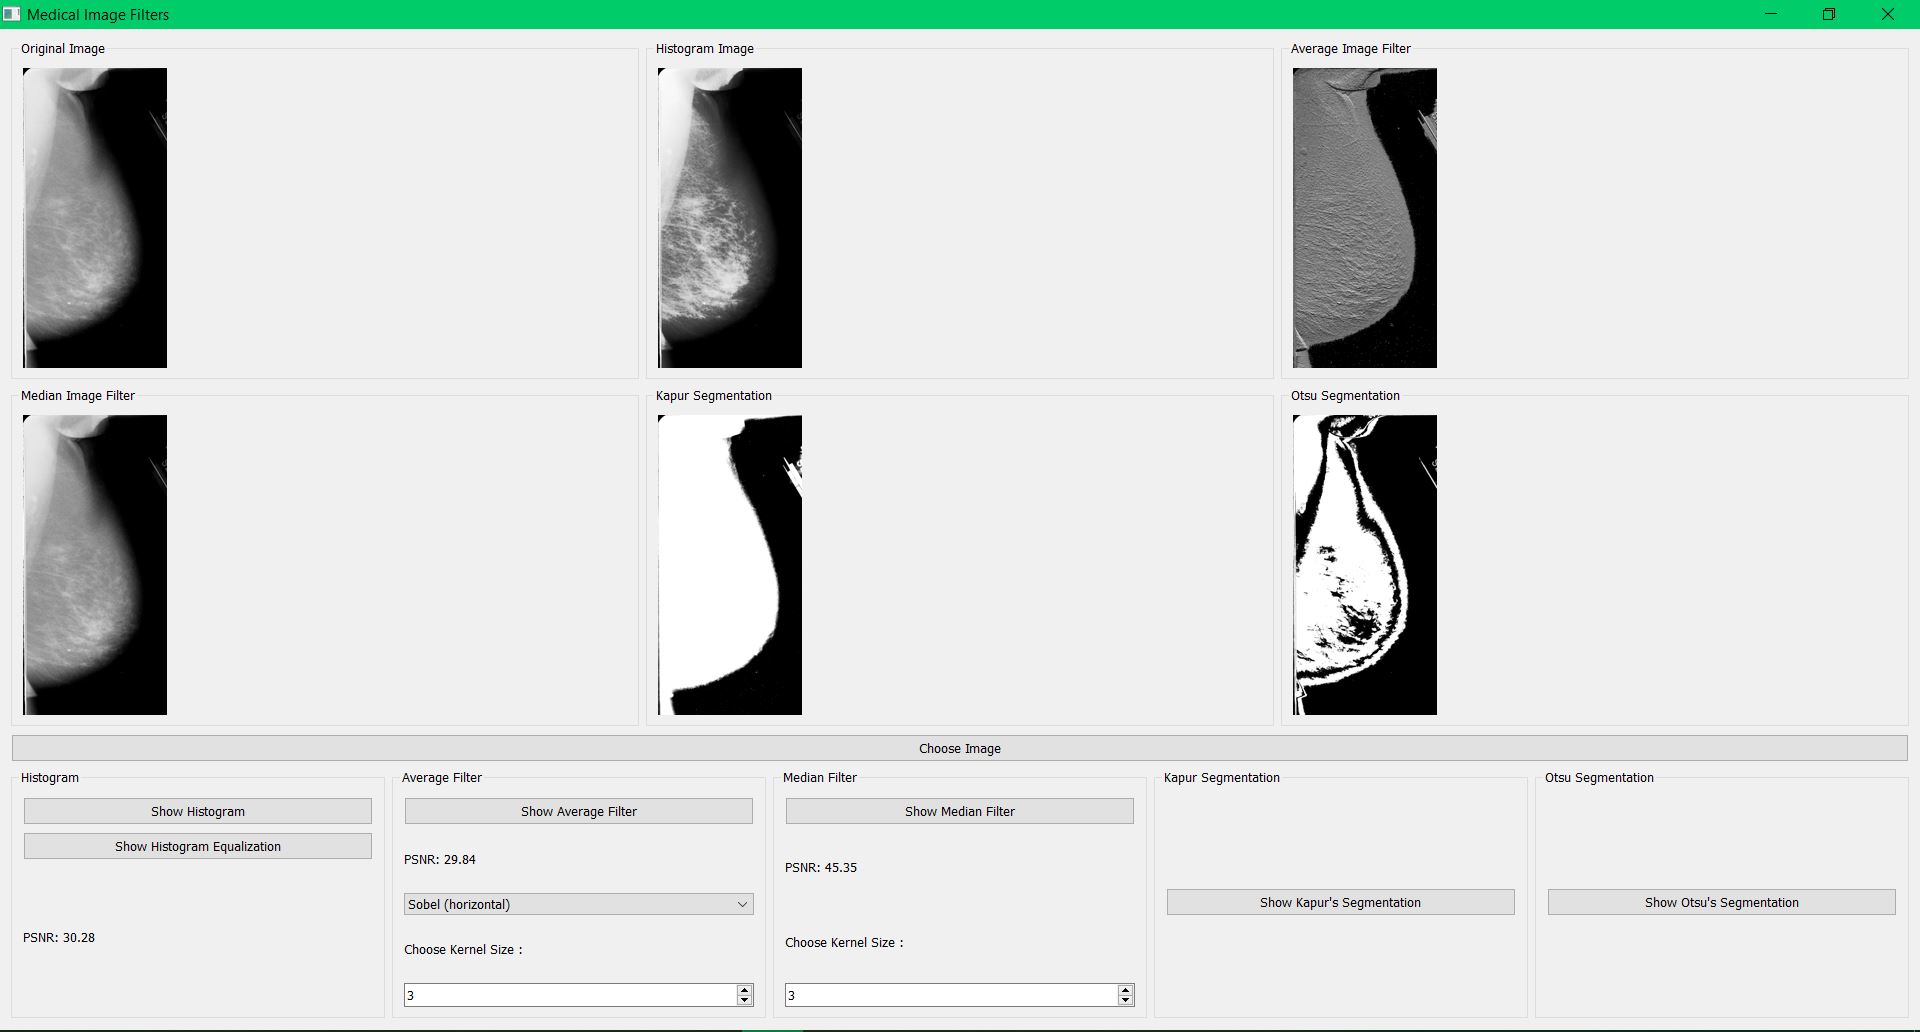 Medical Image Filters
Original Image
Histogram Image
Average Image Filter
Median Image Filter
Kapur Segmentation
Otsu Segmentation
Choose Image
Histogram
Show Histogram
Show Histogram Equalization
PSNR: 30.28
Average Filter
Show Average Filter
PSNR: 29.84
Sobel (horizontal)
Choose Kernel Size :
3
Median Filter
Show Median Filter
PSNR: 45.35
Choose Kernel Size :
3
Kapur Segmentation
Show Kapur's Segmentation
Otsu Segmentation
Show Otsu's Segmentation